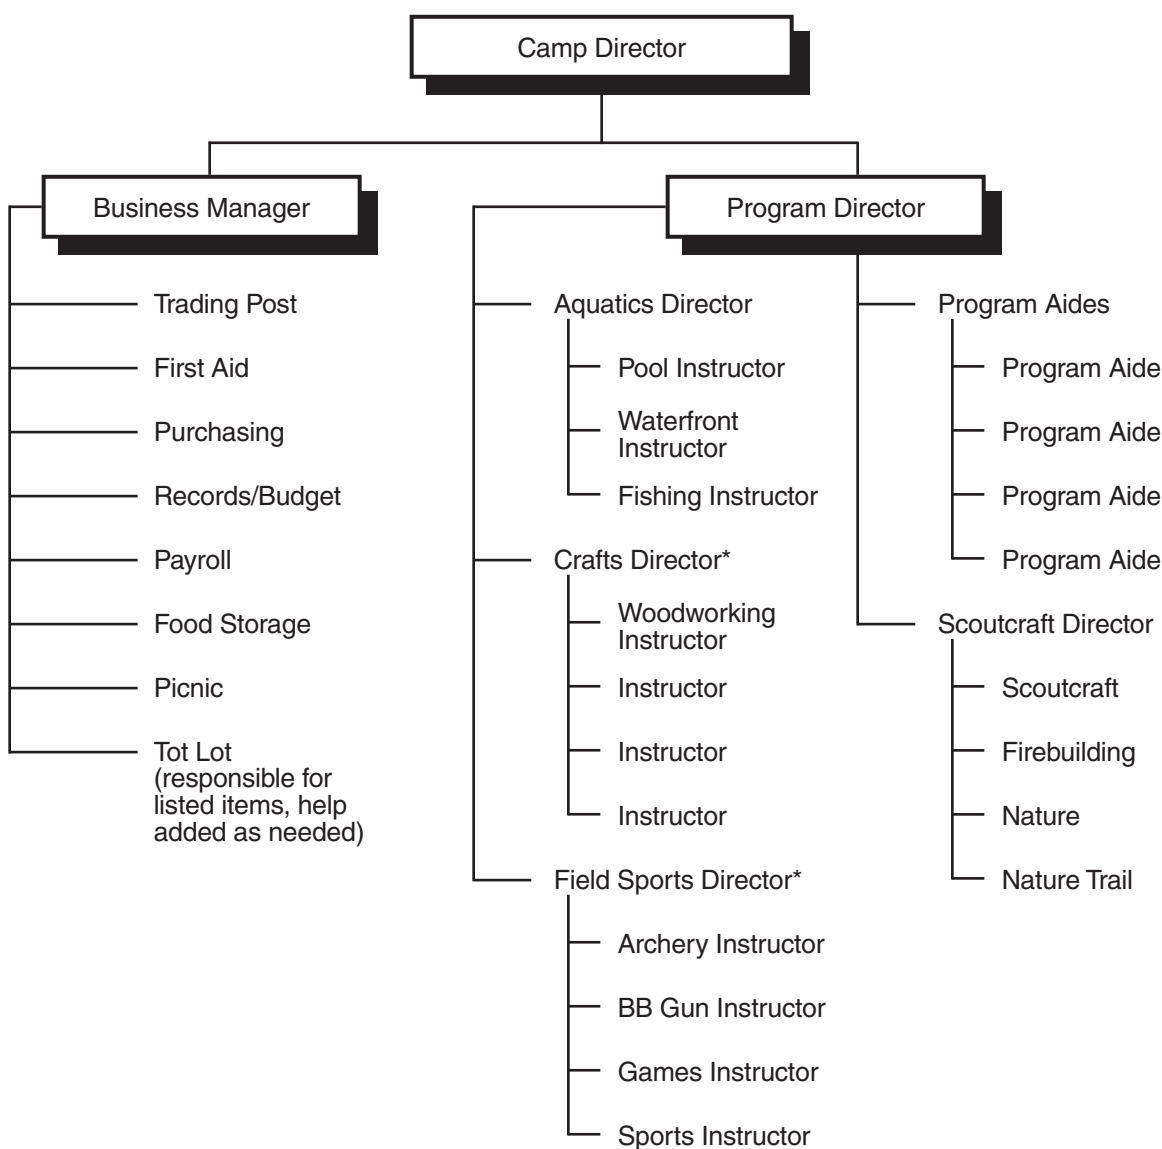 Camp Director
Business Manager
Program Director
Trading Post
First Aid
Purchasing
Records/Budget
Payroll
Food Storage
Picnic
Tot Lot
(responsible for
listed items, help
added as needed)
Aquatics Director
Pool Instructor
Waterfront
Instructor
Fishing Instructor
Crafts Director*
Woodworking
Instructor
Instructor
Instructor
Instructor
Field Sports Director*
Archery Instructor
BB Gun Instructor
Games Instructor
Sports Instructor
Program Aides
Program Aide
Program Aide
Program Aide
Program Aide
Scoutcraft Director
Scoutcraft
Firebuilding
Nature
Nature Trail